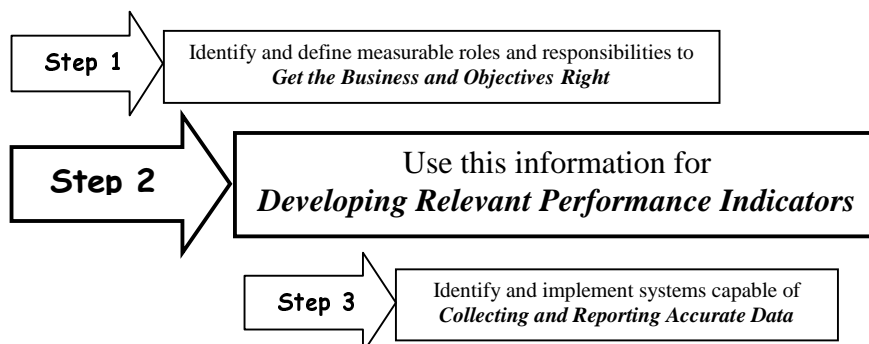 Step 1
Identify and define measurable roles and responsibilities to
Get the Business and Objectives Right
Step 2
Use this information for
Developing Relevant Performance Indicators
Step 3
Identify and implement systems capable of
Collecting and Reporting Accurate Data